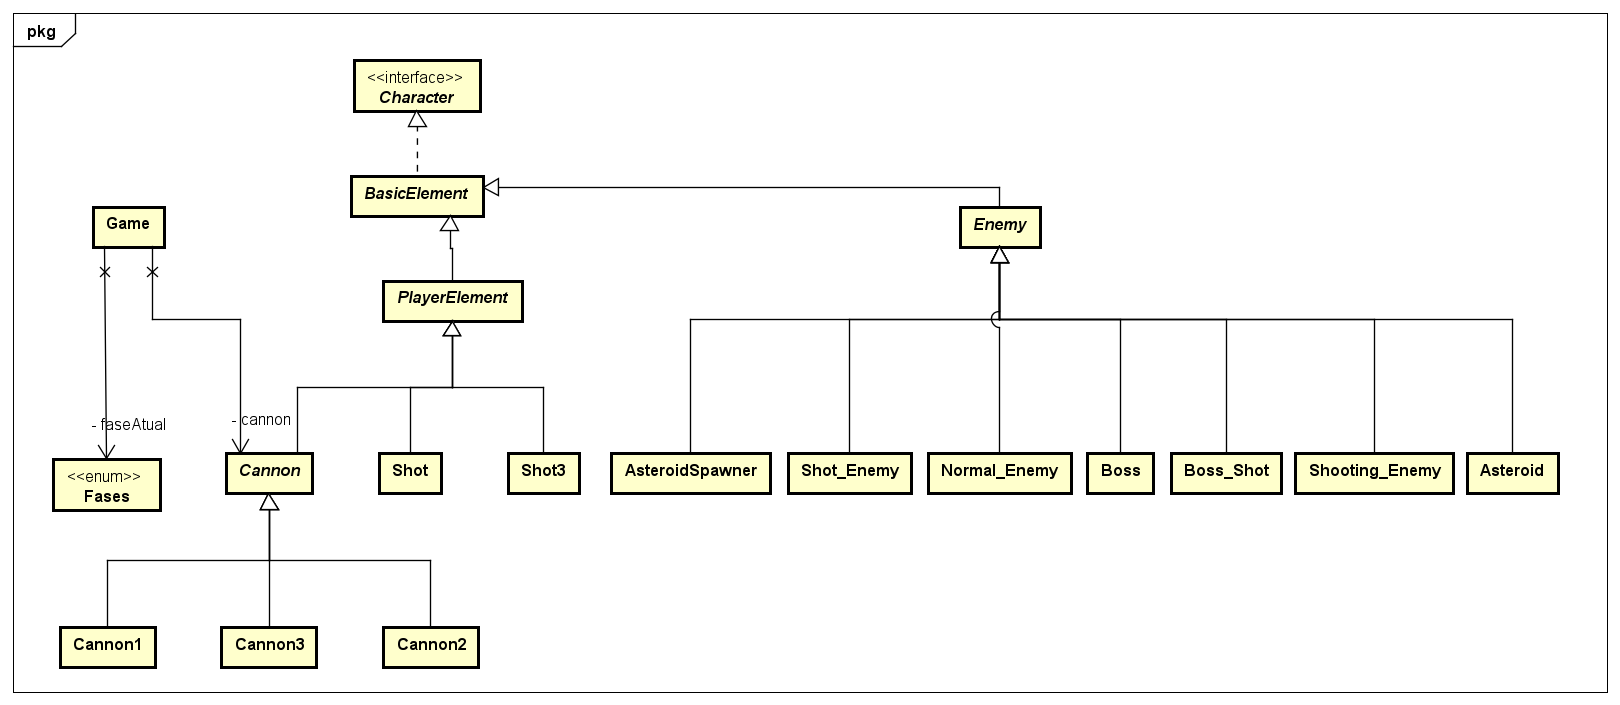 pkg
<<interface>>
Character
BasicElement
Game
Enemy
PlayerElement
- faseAtual
- cannon
<<enum>>
Fases
Cannon
Shot
Shot3
AsteroidSpawner
Shot_Enemy
Normal_Enemy
Boss
Boss_Shot
Shooting_Enemy
Asteroid
Cannon1
Cannon3
Cannon2